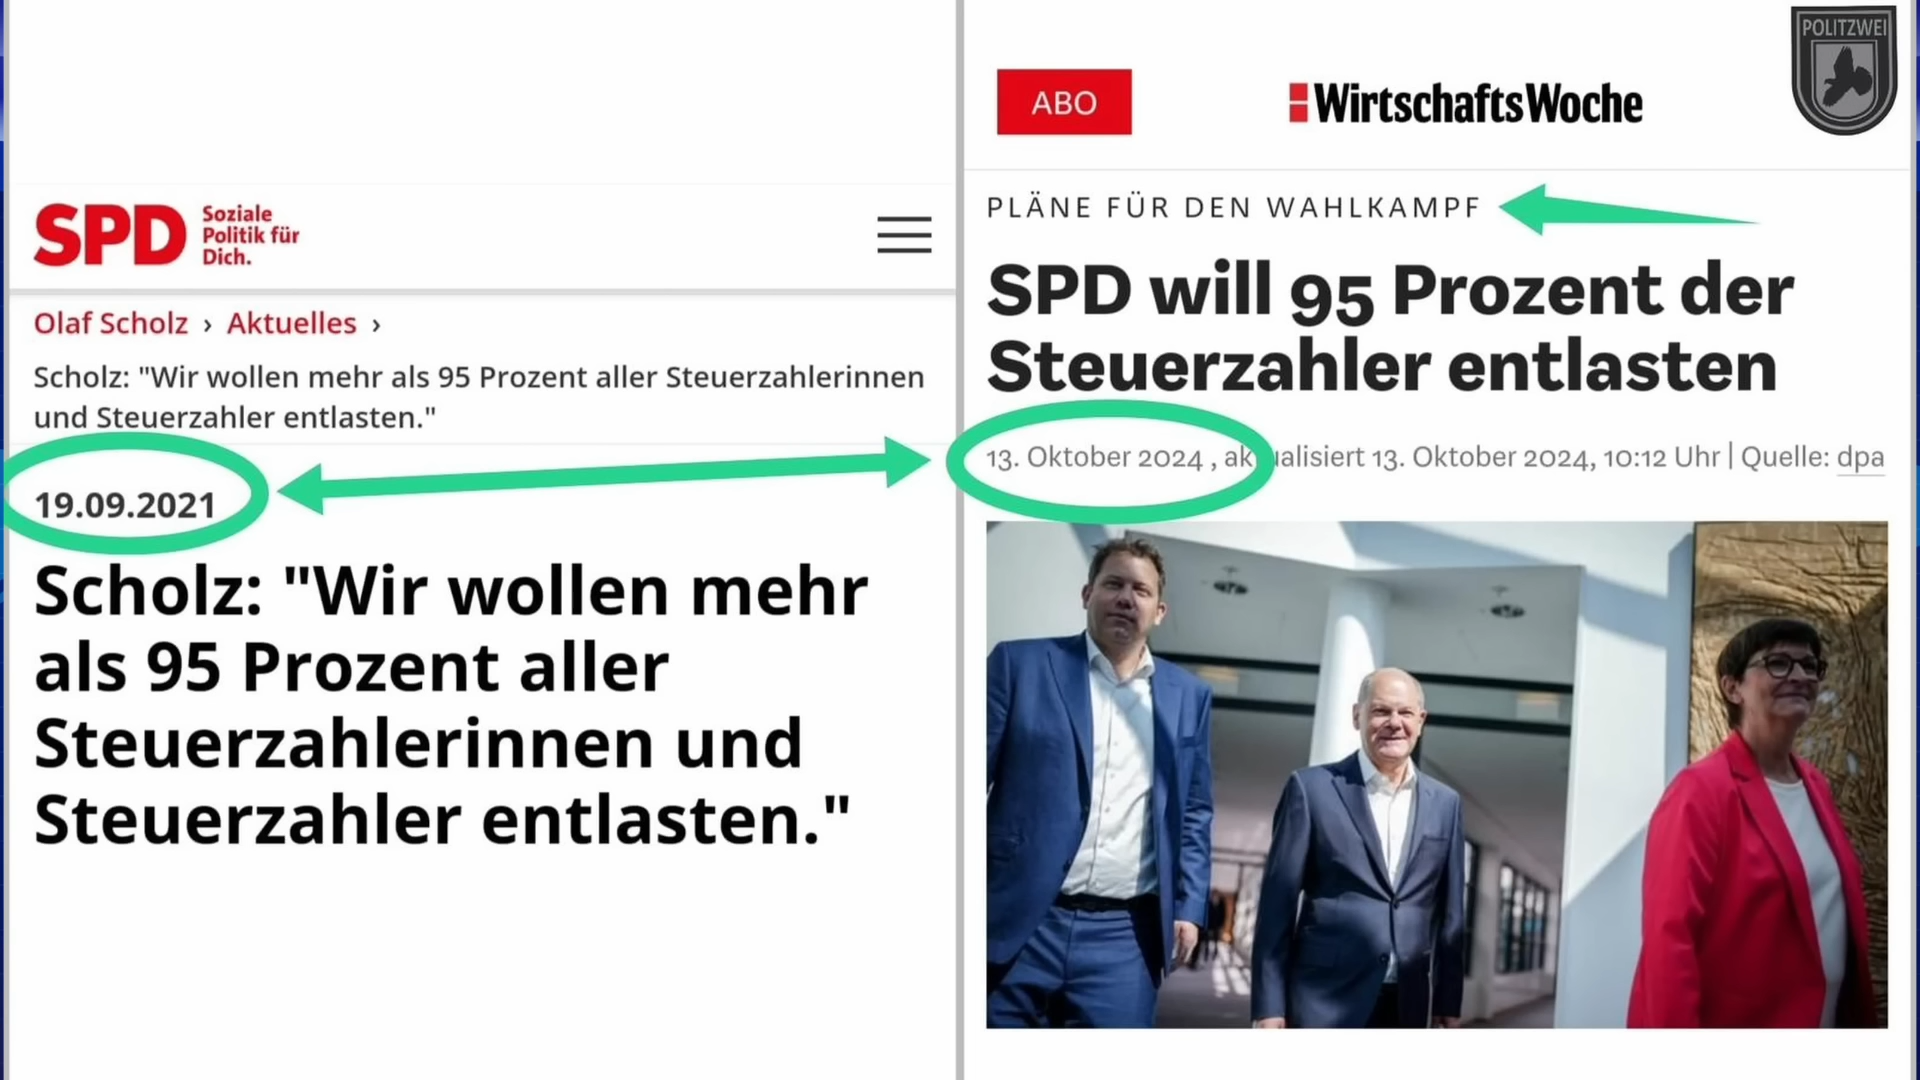 SPD Soziale
Politik für
Dich.
Olaf Scholz › Aktuelles ›
Scholz: "Wir wollen mehr als 95 Prozent aller Steuerzahlerinnen
und Steuerzahler entlasten."
19.09.2021
Scholz: "Wir wollen mehr
als 95 Prozent aller
Steuerzahlerinnen und
Steuerzahler entlasten."
POLITZWEI
ABO
WirtschaftsWoche
PLÄNE FÜR DEN WAHLKAMPF
SPD will 95 Prozent der
Steuerzahler entlasten
13. Oktober 2024, aktualisiert 13. Oktober 2024, 10:12 Uhr | Quelle: dpa